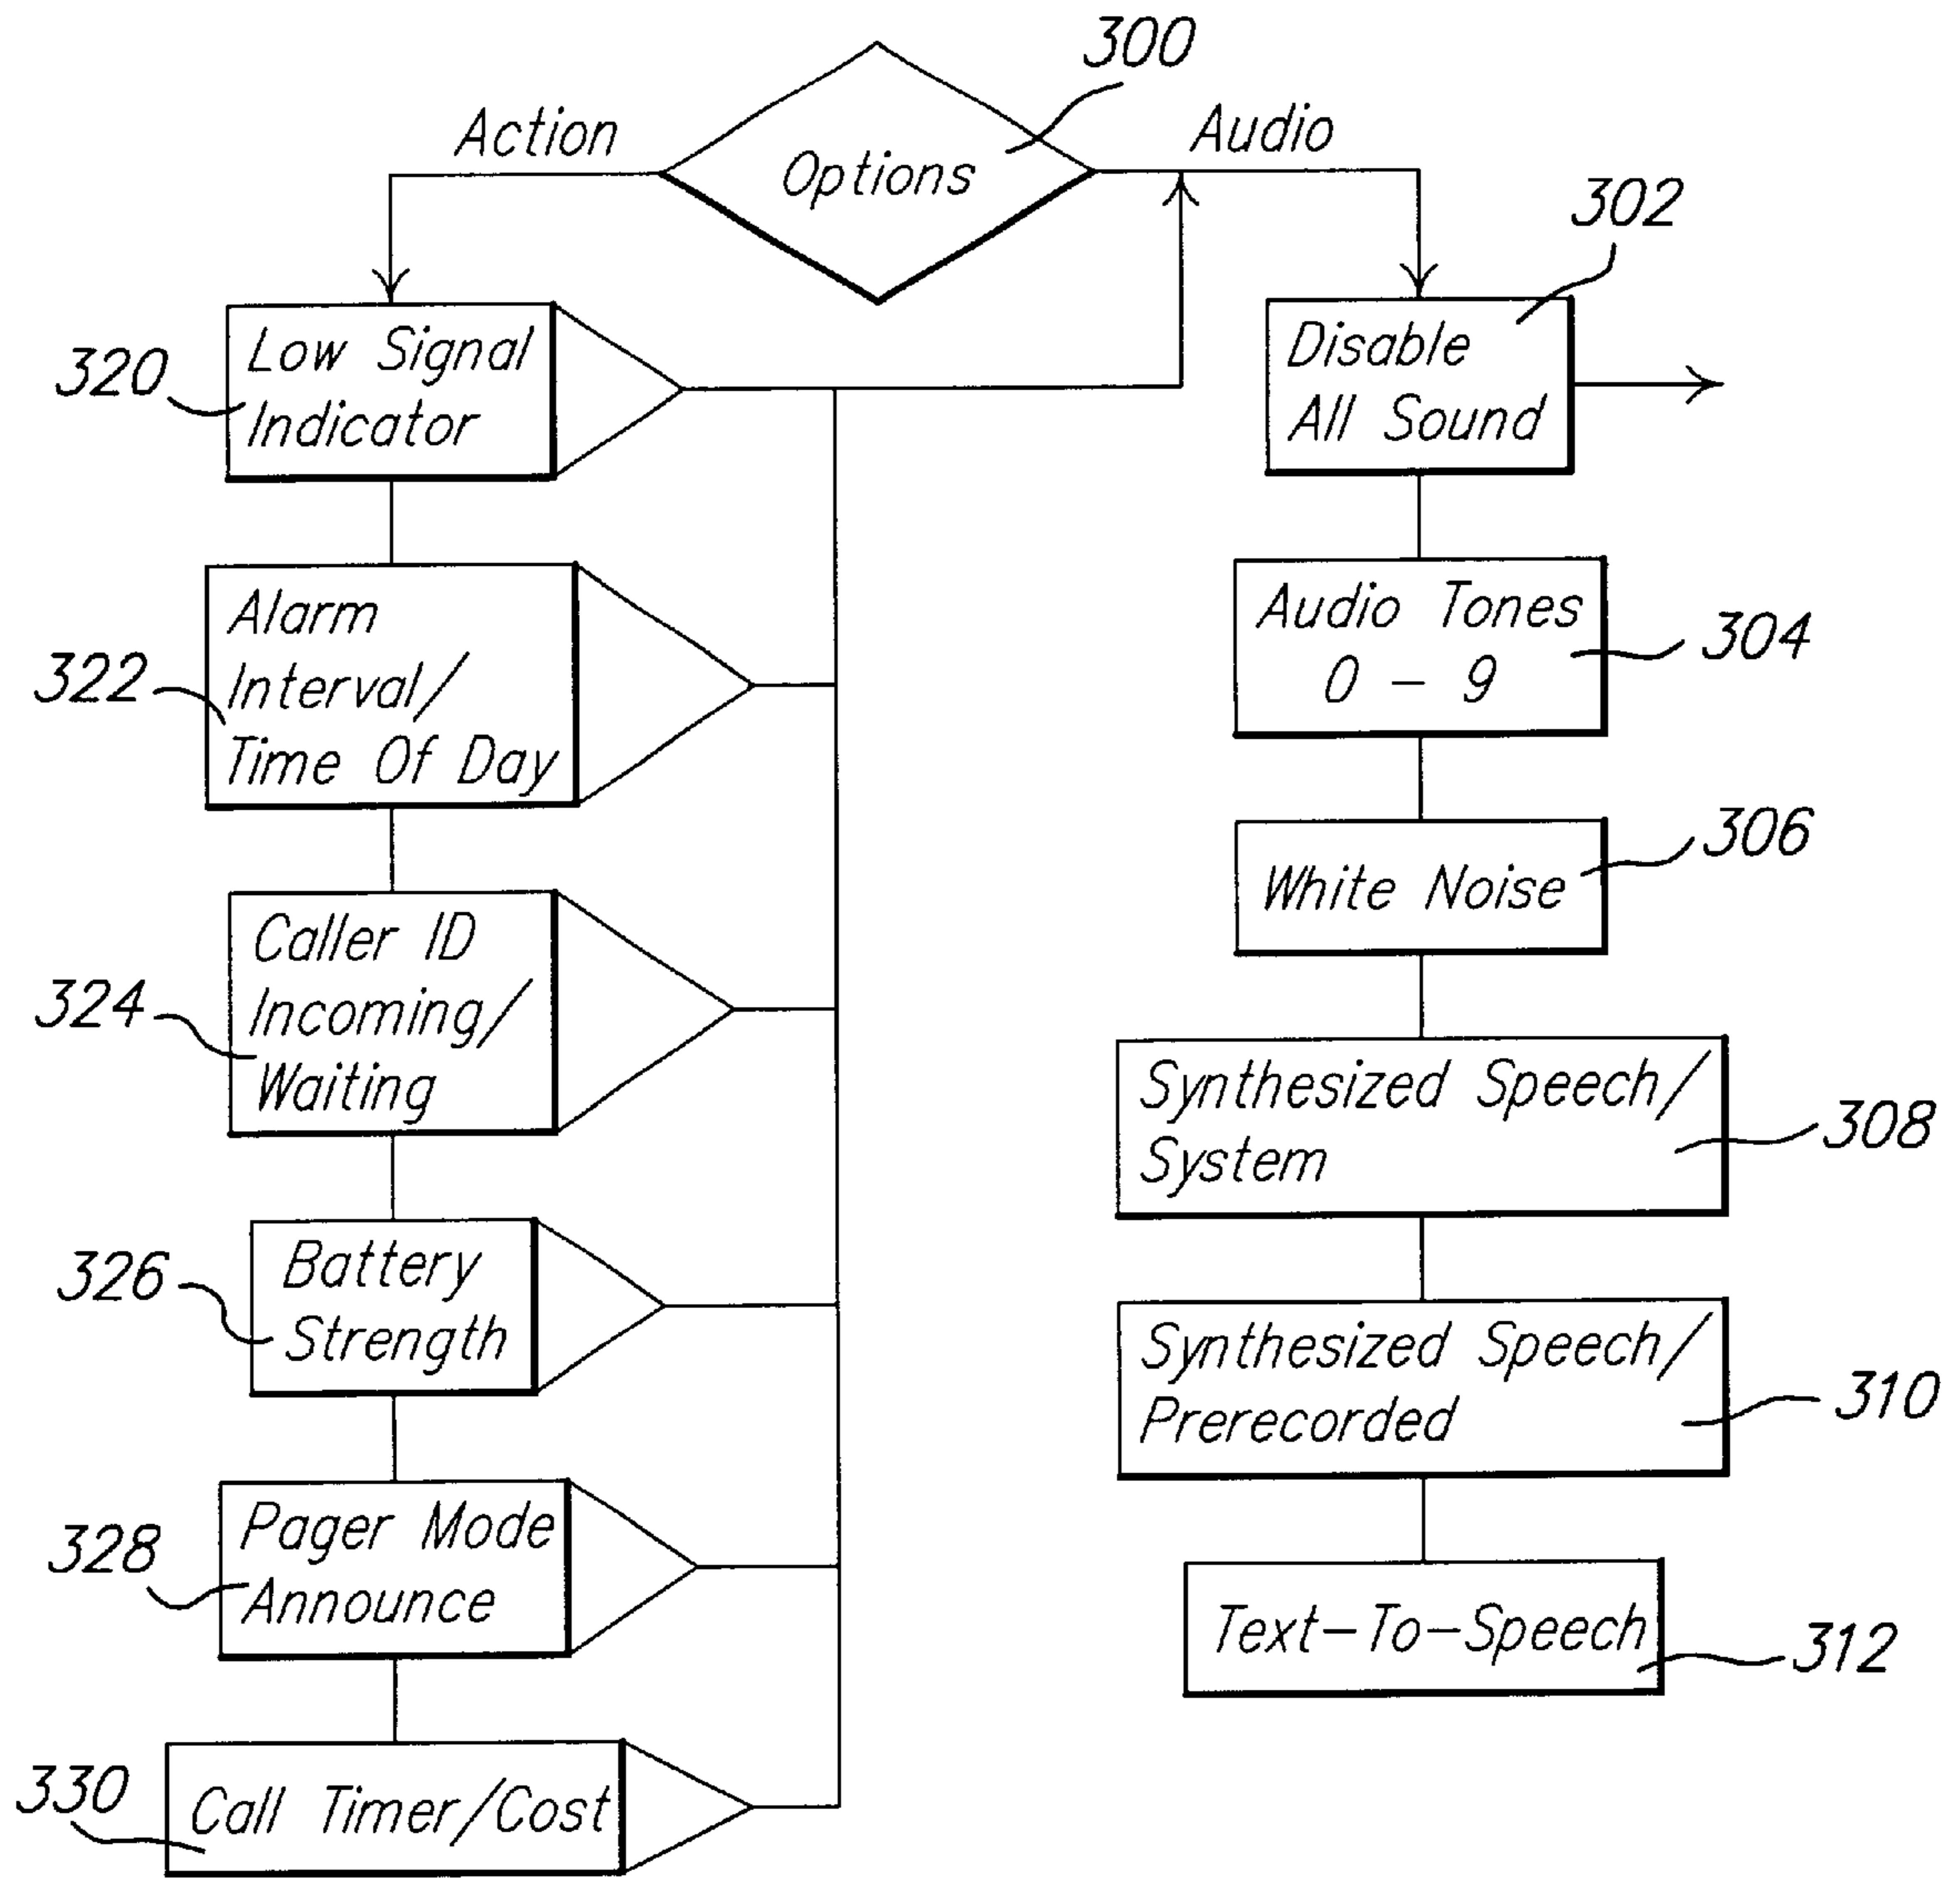 300
Action
Options
Audio
302
320
Low Signal
Indicator
Disable
All Sound
322
Alarm
Interval/
Time Of Day
304
Audio Tones
0 - 9
306
White Noise
324
Caller ID
Incoming/
Waiting
308
Synthesized Speech/
System
326
Battery
Strength
310
Synthesized Speech/
Prerecorded
328
Pager Mode
Announce
312
Text-To-Speech
330
Call Timer/Cost